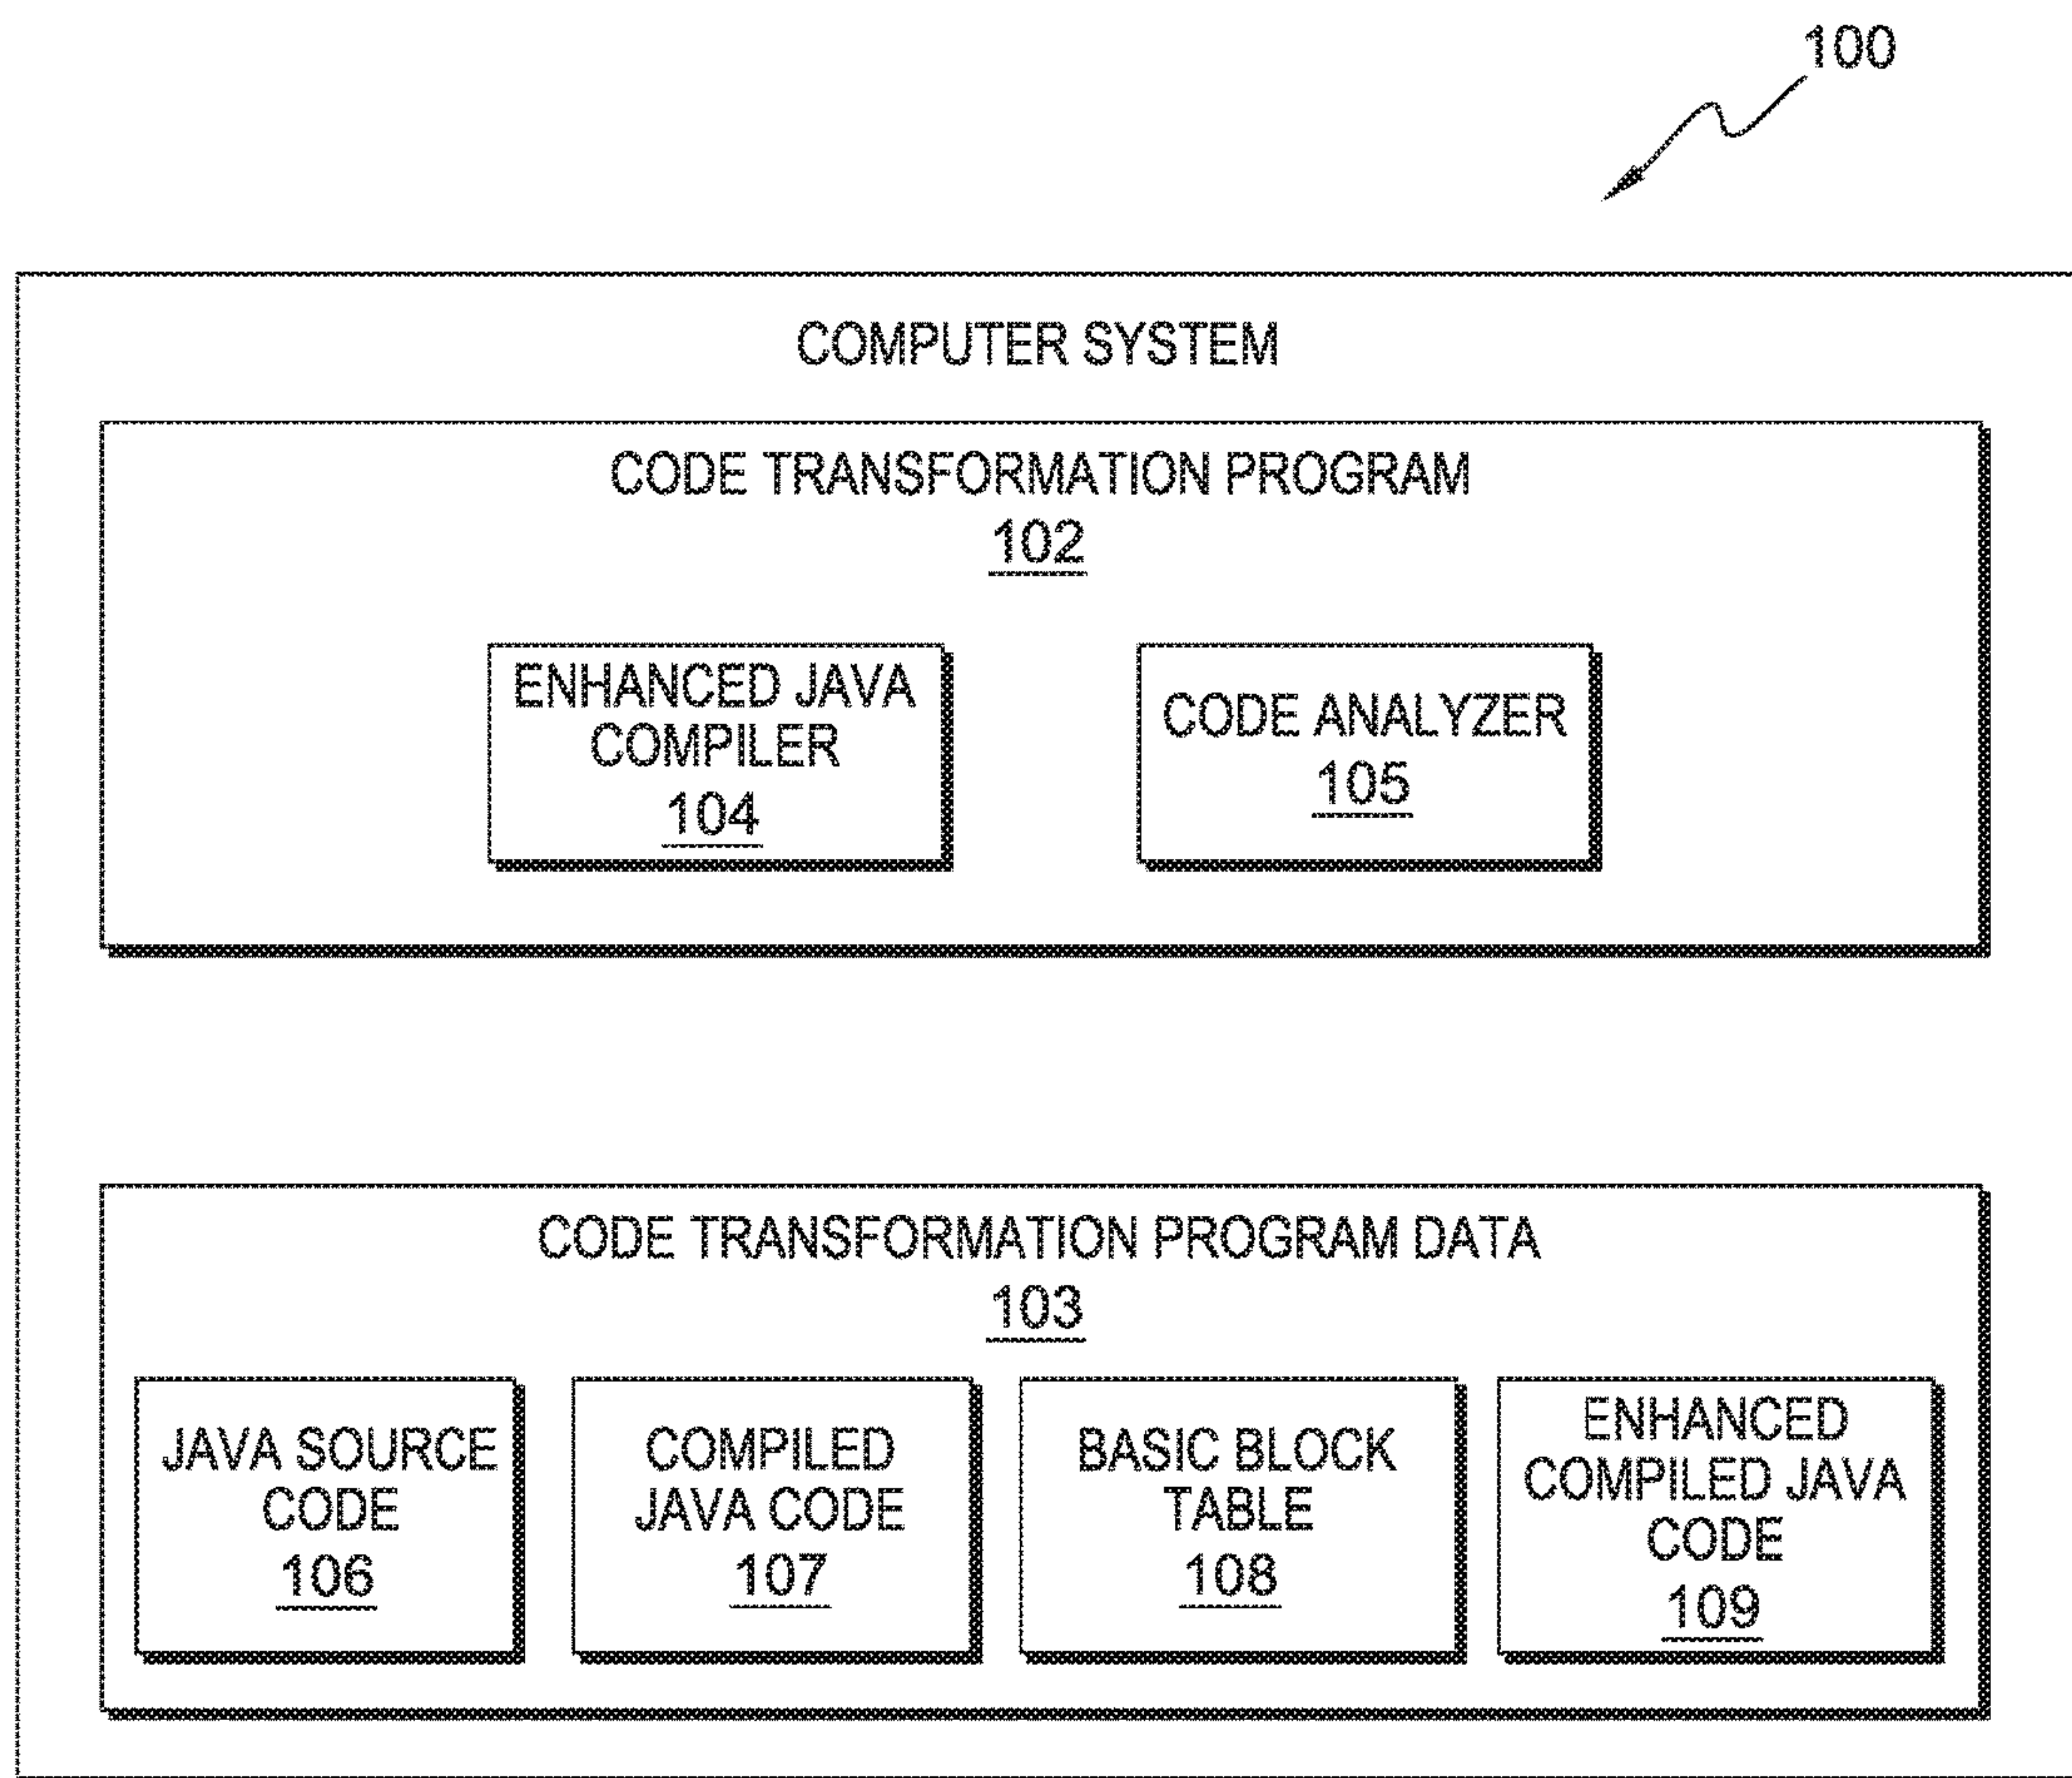 100
COMPUTER SYSTEM
CODE TRANSFORMATION PROGRAM
102
ENHANCED JAVA
COMPILER
104
CODE ANALYZER
105
CODE TRANSFORMATION PROGRAM DATA
103
JAVA SOURCE
CODE
106
COMPILED
JAVA CODE
107
BASIC BLOCK
TABLE
108
ENHANCED
COMPILED JAVA
CODE
109